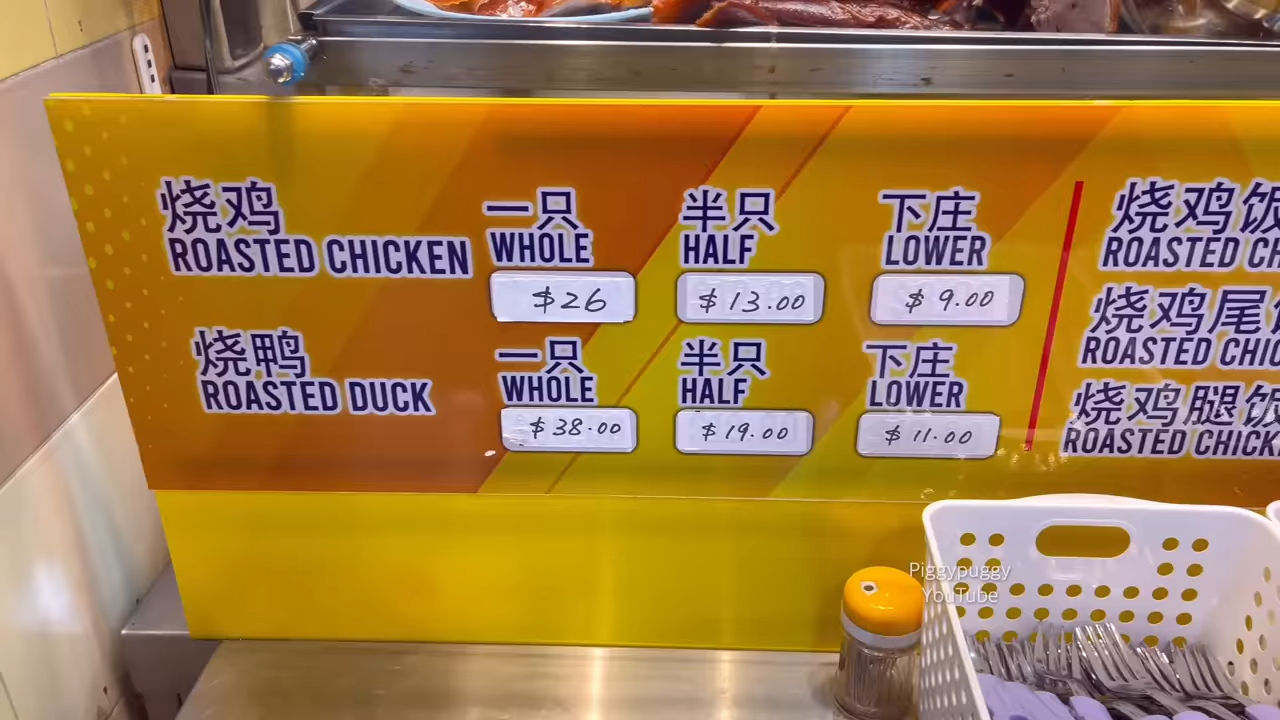 烧鸡
ROASTED CHICKEN
一只
WHOLE
$26
半只
HALF
$13.00
下庄
LOWER
$9.00
烧鸭
ROASTED DUCK
一只
WHOLE
$38.00
半只
HALF
$19.00
下庄
LOWER
$11.00
烧鸡饭
ROASTED CH
烧鸡尾
ROASTED CHIC
烧鸡腿饭
ROASTED CHICK
Piggypuggy
YouTube